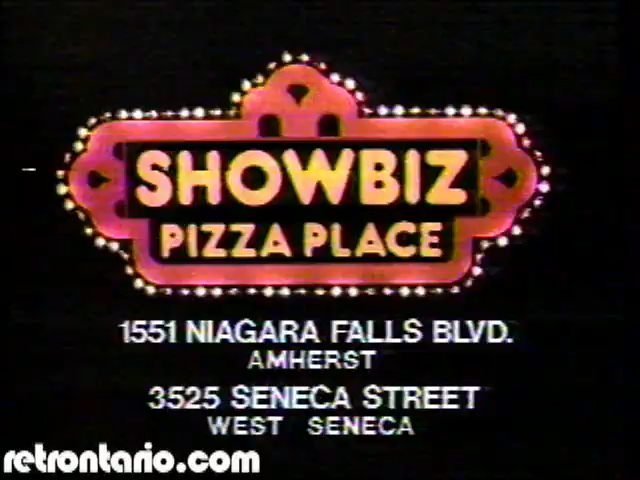 SHOWBIZ
PIZZA PLACE
1551 NIAGARA FALLS BLVD.
AMHERST
3525 SENECA STREET
WEST SENECA
retrontario.com